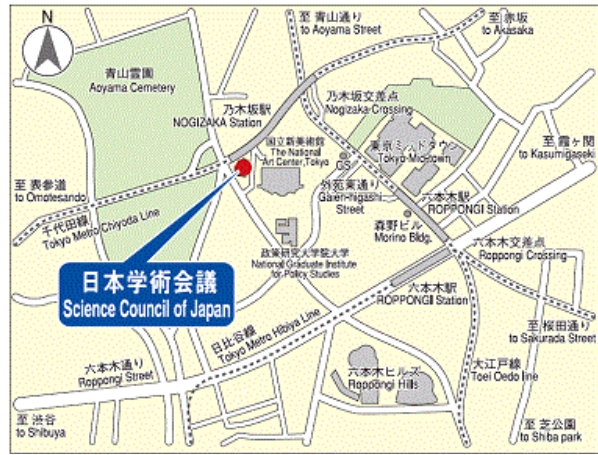 N
至 青山通り
to Aoyama Street
至 赤坂
to Akasaka
青山霊園
Aoyama Cemetery
乃木坂駅
NOGIZAKA Station
乃木坂交差点
Nogizaka Crossing
国立新美術館
The National
Art Center,Tokyo
東京ミッドタウン
Tokyo Mid-town
GS
至 霞ヶ関
to Kasumigaseki
至 表参道
to Omotesando
外苑東通り
Gaien-higashi
Street
六本木駅
ROPPONGI Station
千代田線
Tokyo Metro Chiyoda Line
森野ビル
Morino Bldg.
六本木交差点
Roppongi Crossing
政策研究大学院大学
National Graduate Institute
for Policy Studies
日本学術会議
Science Council of Japan
六本木駅
ROPPONGI Station
至 桜田通り
to Sakurada Street
日比谷線
Tokyo Metro Hibiya Line
六本木通り
Roppongi Street
六本木ヒルズ
Roppongi Hills
大江戸線
Toei Oedo line
至 渋谷
to Shibuya
至 芝公園
to Shiba park